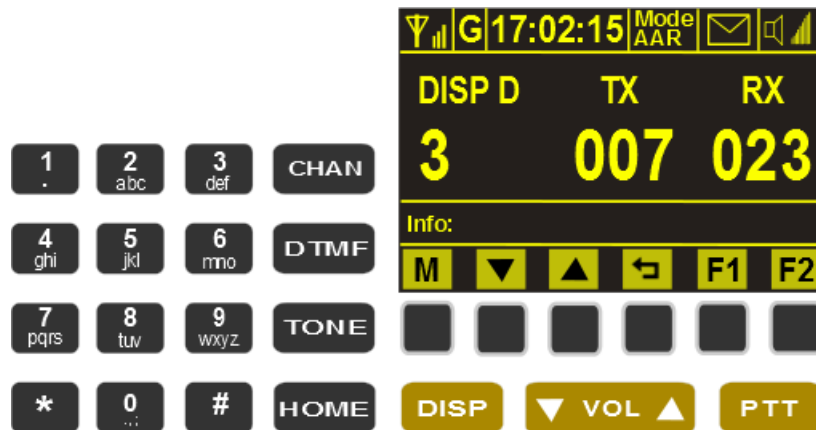 G 17:02:15 Mode AAR
DISP D TX RX
3 007 023
Info:
M F1 F2
1 2 abc 3 def CHAN
4 ghi 5 jkl 6 mno DTMF
7 pqrs 8 tuv 9 wxyz TONE
* 0 .,: # HOME
DISP VOL PTT